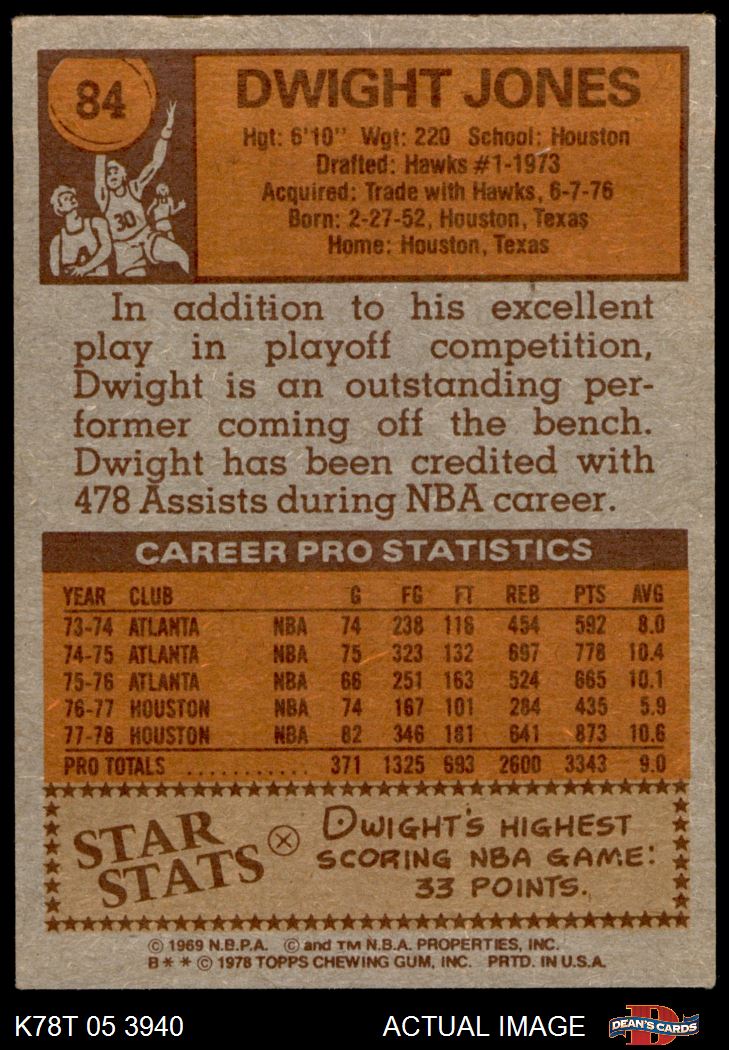 84
DWIGHT JONES
Hgt: 6'10" Wgt: 220 School: Houston
Drafted: Hawks #1-1973
Acquired: Trade with Hawks, 6-7-76
Born: 2-27-52, Houston, Texas
Home: Houston, Texas
30
In addition to his excellent
play in playoff competition,
Dwight is an outstanding per-
former coming off the bench.
Dwight has been credited with
478 Assists during NBA career.
CAREER PRO STATISTICS
YEAR CLUB G FG FT REB PTS AVG
73-74 ATLANTA NBA 74 238 116 454 592 8.0
74-75 ATLANTA NBA 75 323 132 697 778 10.4
75-76 ATLANTA NBA 66 251 163 524 665 10.1
76-77 HOUSTON NBA 74 167 101 284 435 5.9
77-78 HOUSTON NBA 82 346 181 641 873 10.6
PRO TOTALS ........... 371 1325 693 2600 3343 9.0
STAR STATS
DWIGHT'S HIGHEST
SCORING NBA GAME:
33 POINTS.
© 1969 N.B.P.A. © and TM N.B.A. PROPERTIES, INC.
B** © 1978 TOPPS CHEWING GUM, INC. PRTD. IN U.S.A.
K78T 05 3940 ACTUAL IMAGE DEAN'S CARDS